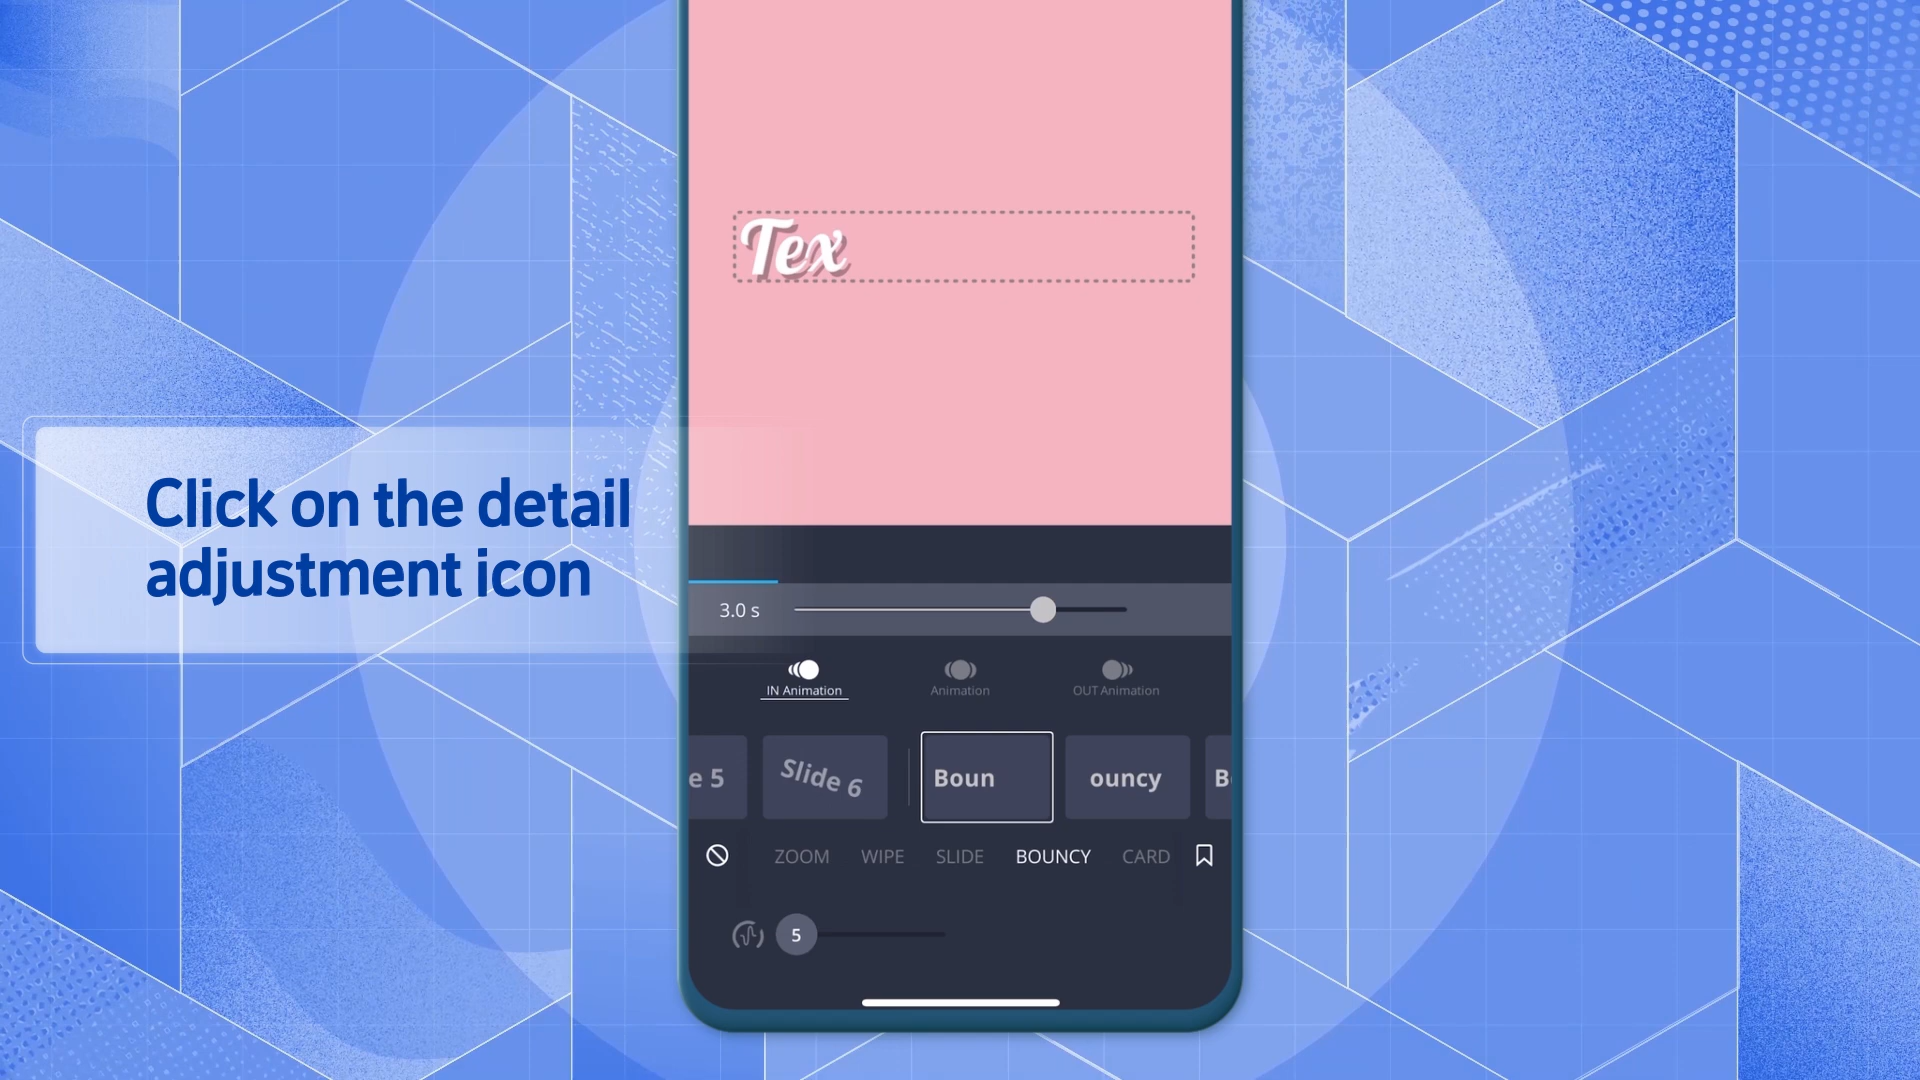 Tex
Click on the detail
adjustment icon
3.0 s
IN Animation
Animation
OUT Animation
e 5
Slide 6
Boun
ouncy
B
ZOOM
WIPE
SLIDE
BOUNCY
CARD
5